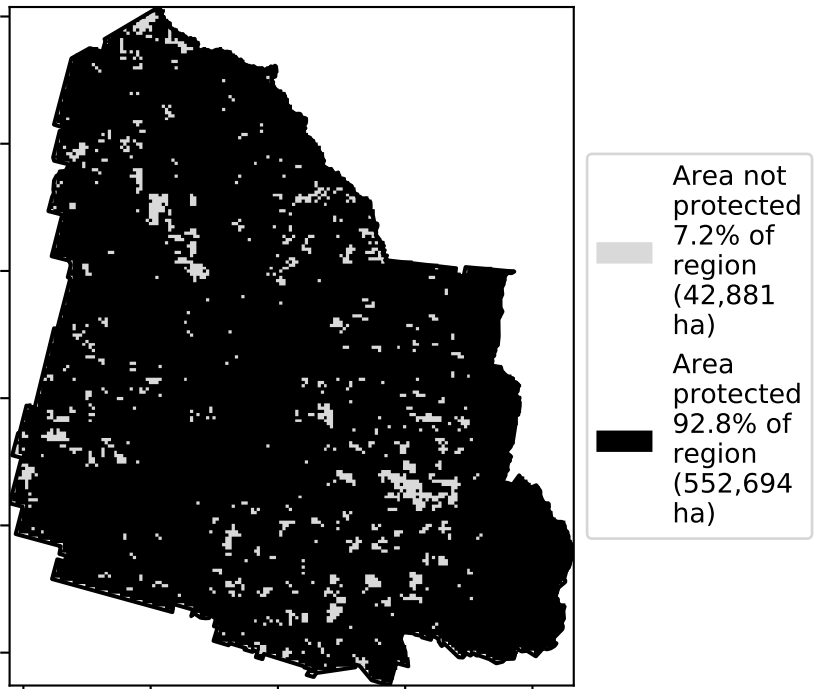 Area not
protected
7.2% of
region
(42,881
ha)
Area
protected
92.8% of
region
(552,694
ha)